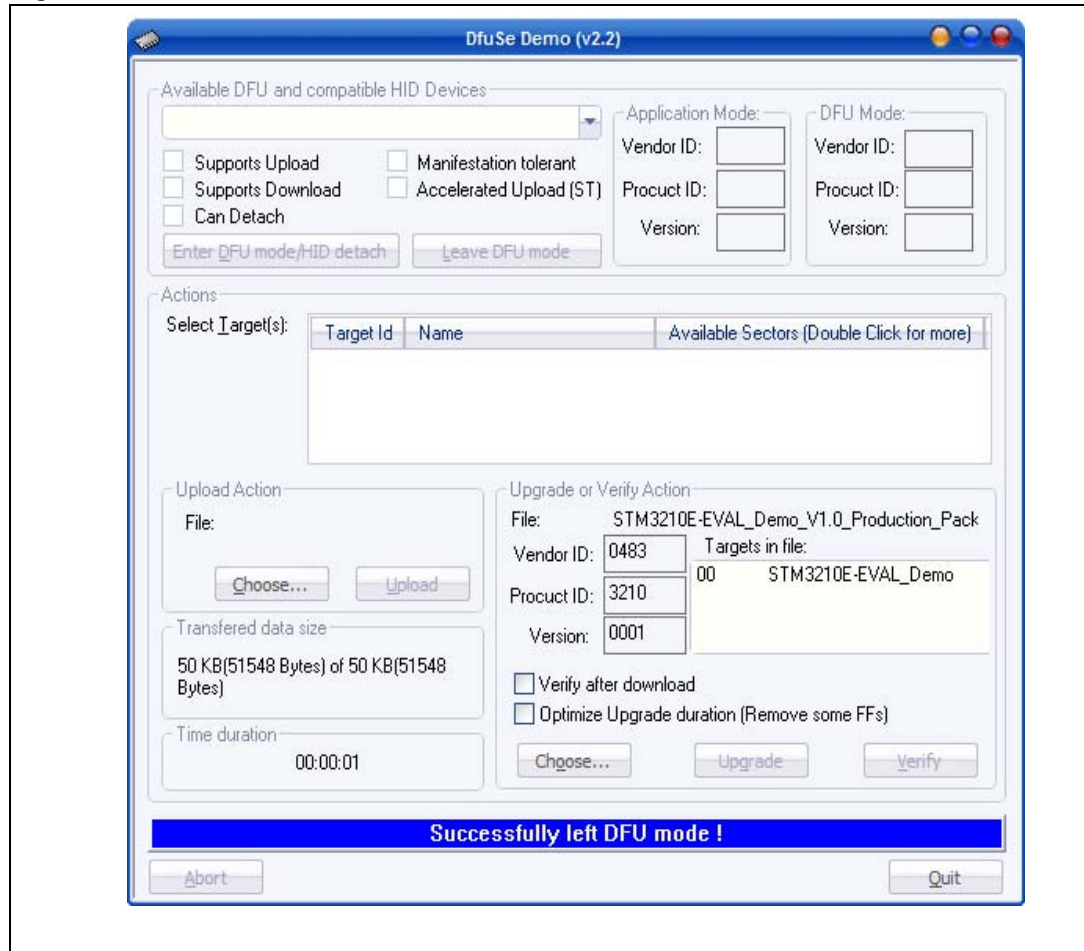 DfuSe Demo (v2.2)
Available DFU and compatible HID Devices
Supports Upload
Manifestation tolerant
Supports Download
Accelerated Upload (ST)
Can Detach
Enter DFU mode/HID detach
Leave DFU mode
Application Mode:
Vendor ID:
Procuct ID:
Version:
DFU Mode:
Vendor ID:
Procuct ID:
Version:
Actions
Select Target(s):
Target Id Name Available Sectors (Double Click for more)
Upload Action
File:
Choose... Upload
Transfered data size
50 KB(51548 Bytes) of 50 KB(51548
Bytes)
Time duration
00:00:01
Upgrade or Verify Action
File: STM3210E-EVAL_Demo_V1.0_Production_Pack
Vendor ID: 0483
Procuct ID: 3210
Version: 0001
Targets in file:
00 STM3210E-EVAL_Demo
Verify after download
Optimize Upgrade duration (Remove some FFs)
Choose... Upgrade Verify
Successfully left DFU mode !
Abort Quit